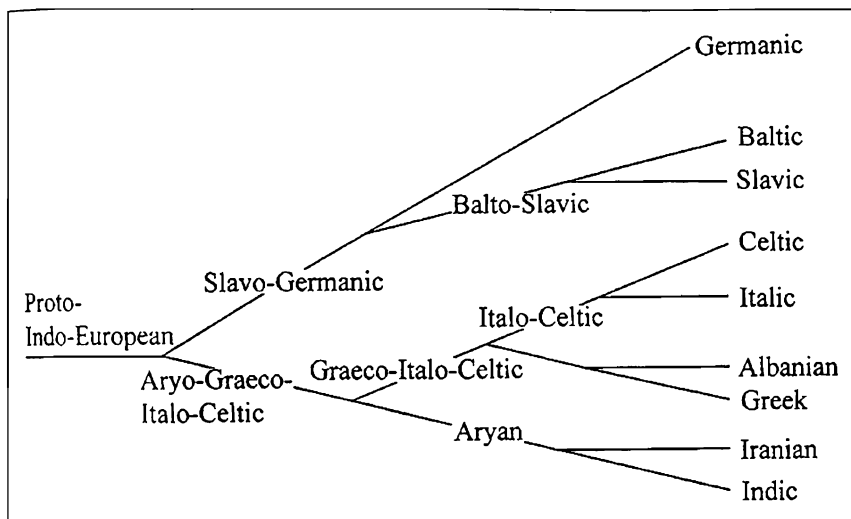 Germanic
Baltic
Slavic
Balto-Slavic
Celtic
Slavo-Germanic
Italic
Proto-
Indo-European
Italo-Celtic
Albanian
Greek
Aryo-Graeco-
Italo-Celtic
Graeco-Italo-Celtic
Aryan
Iranian
Indic